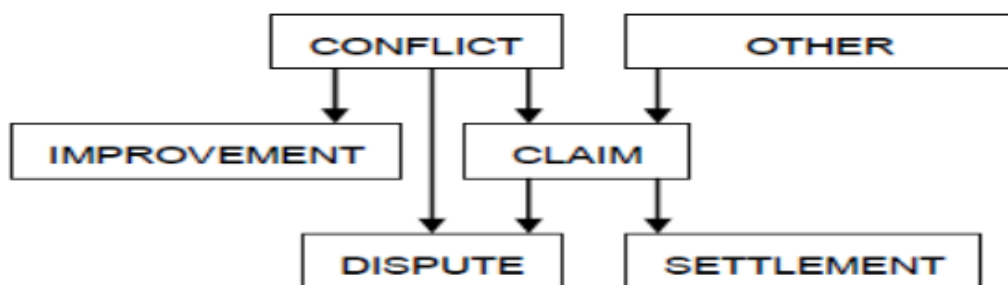 CONFLICT OTHER
IMPROVEMENT CLAIM
DISPUTE SETTLEMENT